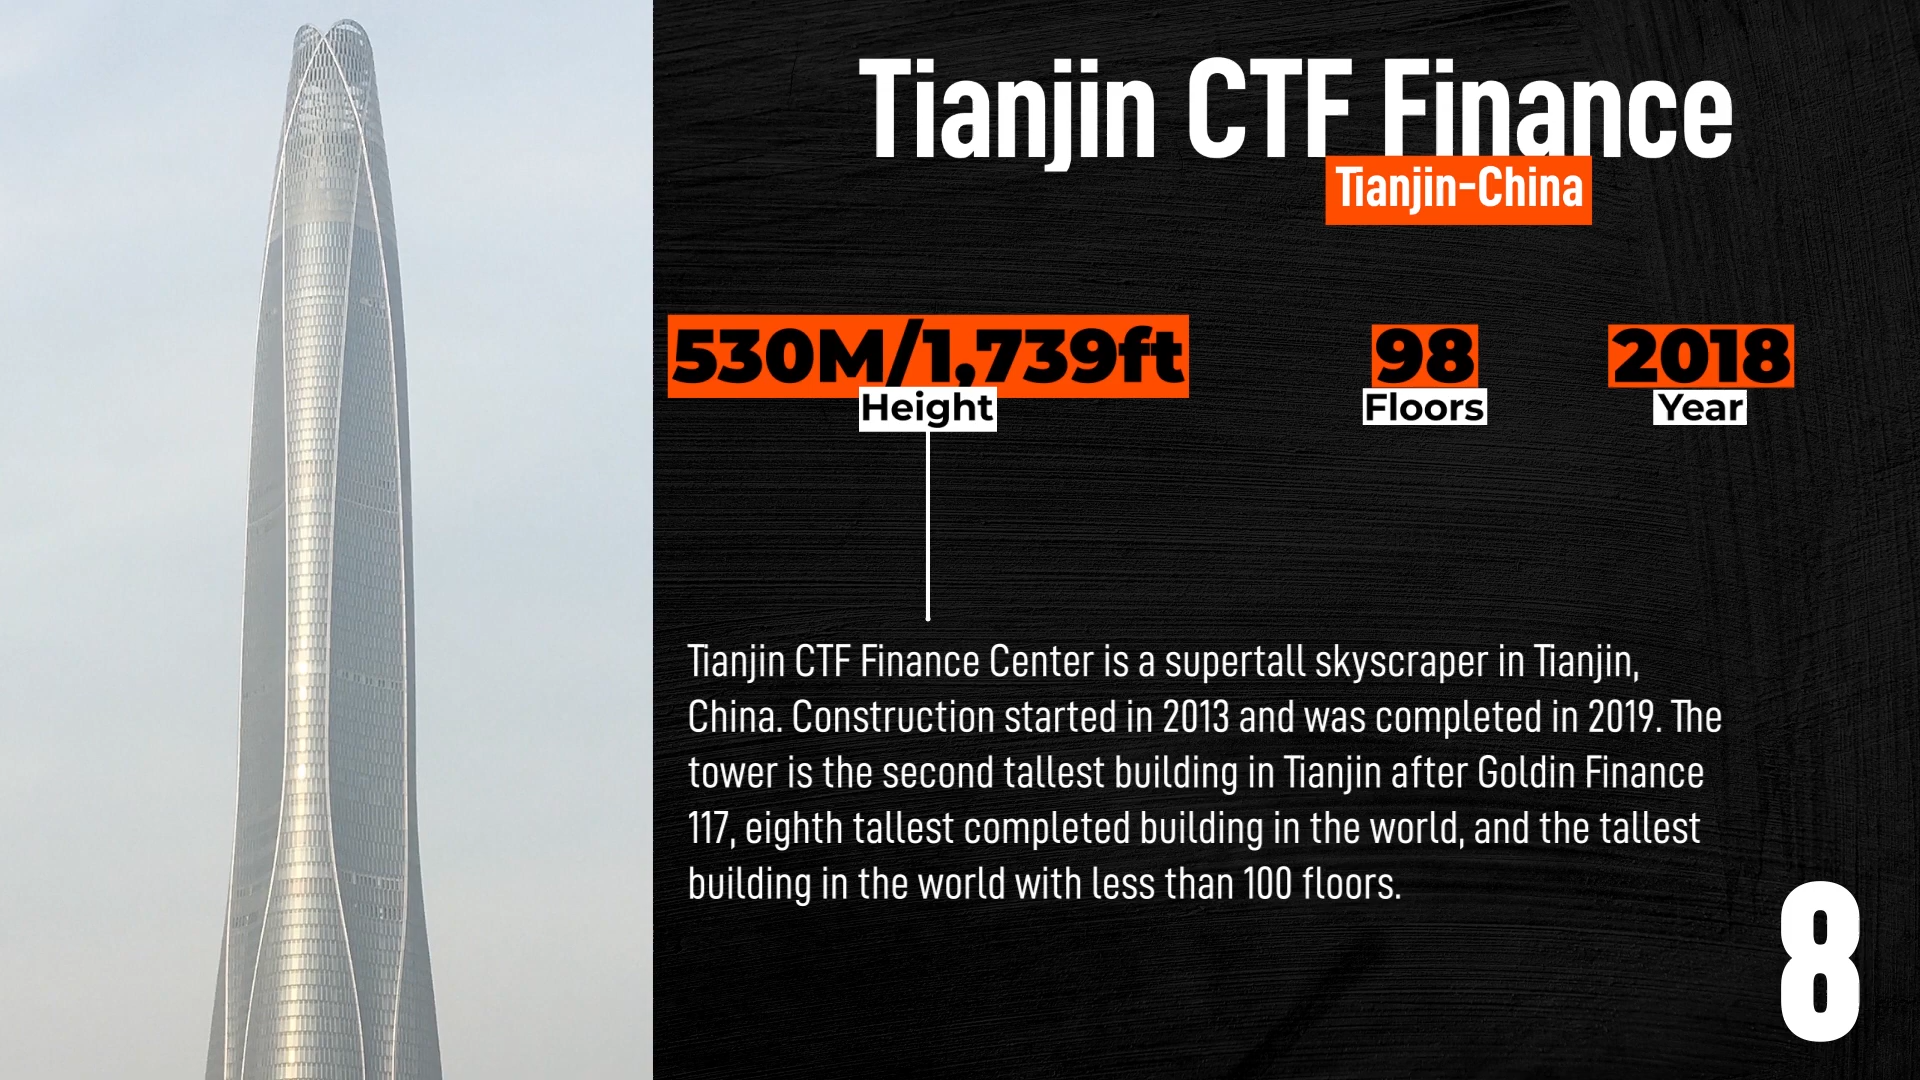 Tianjin CTF Finance
Tianjin-China
530M/1,739ft
Height
98
Floors
2018
Year
Tianjin CTF Finance Center is a supertall skyscraper in Tianjin,
China. Construction started in 2013 and was completed in 2019. The
tower is the second tallest building in Tianjin after Goldin Finance
117, eighth tallest completed building in the world, and the tallest
building in the world with less than 100 floors.
8